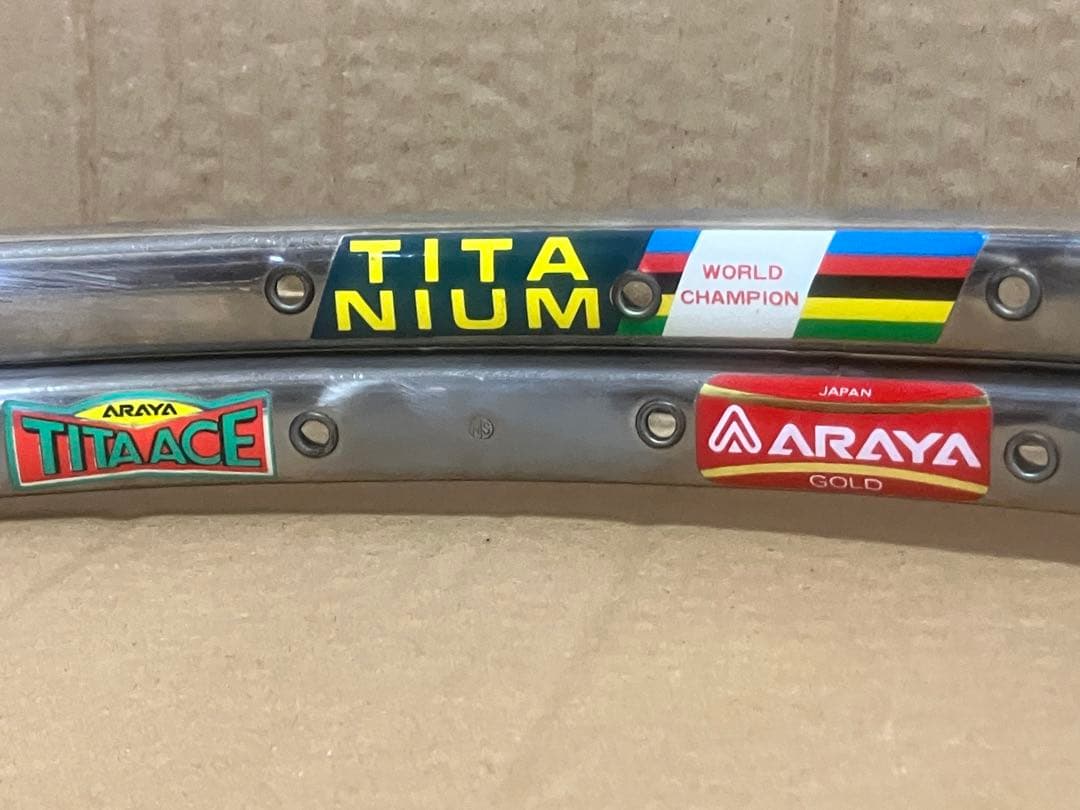 TITA
NIUM
WORLD
CHAMPION
ARAYA
TITA ACE
JAPAN
ARAYA
GOLD